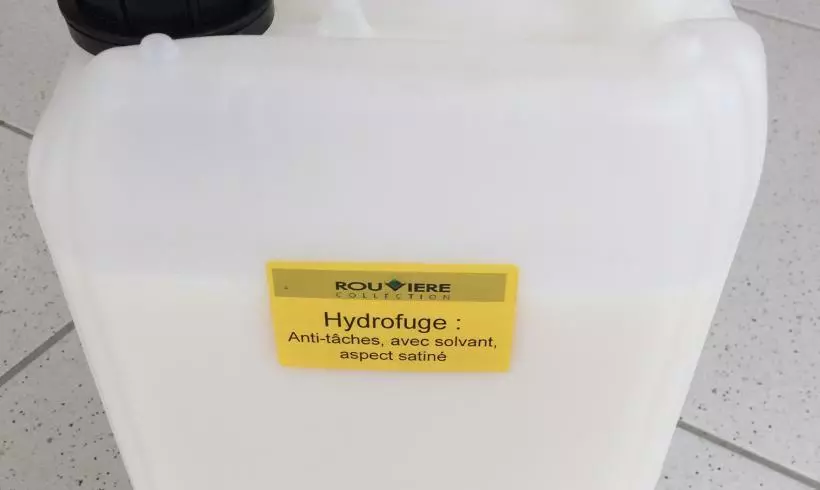 ROUVIERE
COLLECTION
Hydrofuge :
Anti-tâches, avec solvant,
aspect satiné